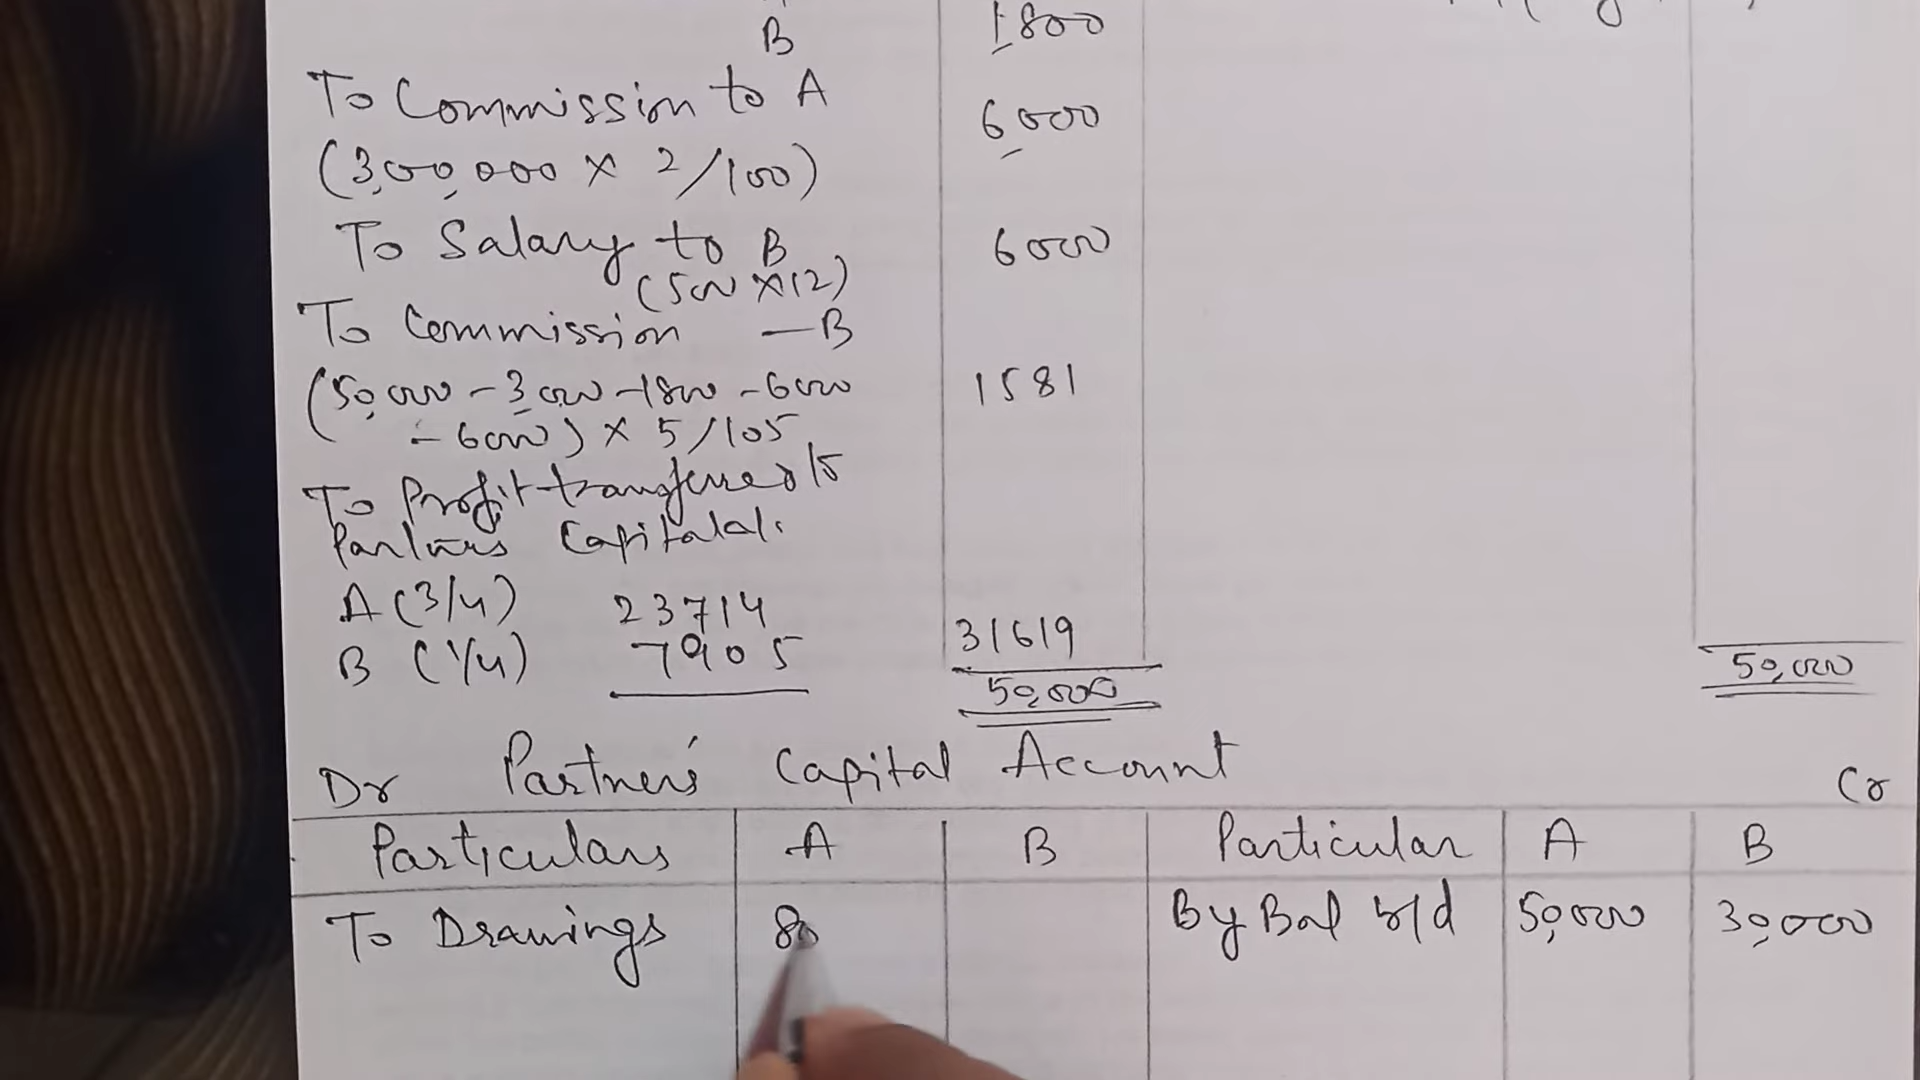 B 1800
To Commission to A 6000
(3,00,000 × 2/100)
To Salary to B 6000
(500 × 12)
To Commission — B
(50,000 - 3,000 - 1800 - 6000 1581
- 6000) × 5/105
To Profit transferred to
Partners Capital a/c
A (3/4) 23714
B (1/4) 7905 31619 50,000
50,000
Dr Partners' Capital Account Cr
Particulars A B Particular A B
To Drawings 80 By Bal b/d 50,000 30,000